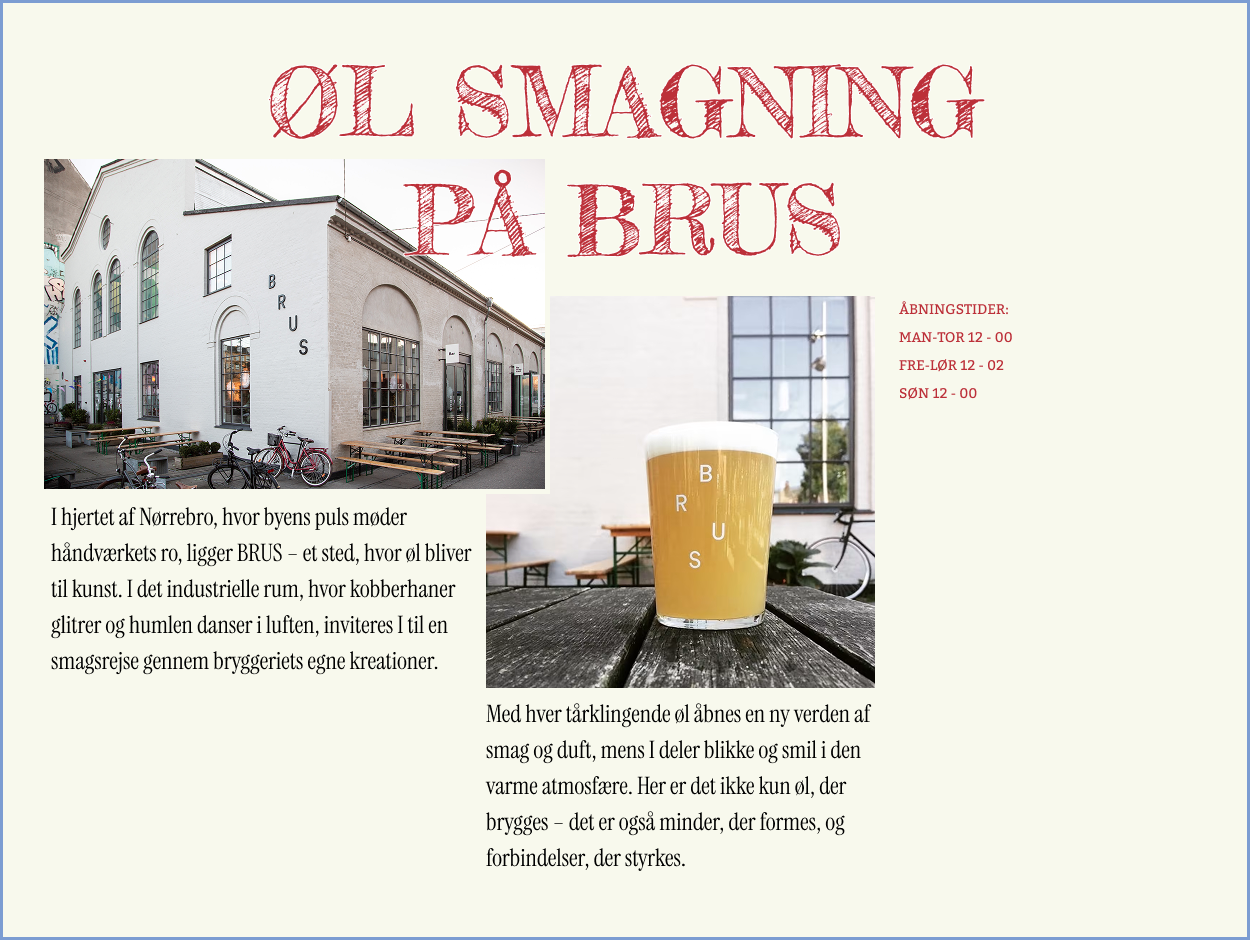 ØL SMAGNING
PÅ BRUS
BRUS
ÅBNINGSTIDER:
MAN-TOR 12 - 00
FRE-LØR 12 - 02
SØN 12 - 00
BRUS
I hjertet af Nørrebro, hvor byens puls møder
håndværkets ro, ligger BRUS – et sted, hvor øl bliver
til kunst. I det industrielle rum, hvor kobberhaner
glitrer og humlen danser i luften, inviteres I til en
smagsrejse gennem bryggeriets egne kreationer.
Med hver tårklingende øl åbnes en ny verden af
smag og duft, mens I deler blikke og smil i den
varme atmosfære. Her er det ikke kun øl, der
brygges – det er også minder, der formes, og
forbindelser, der styrkes.